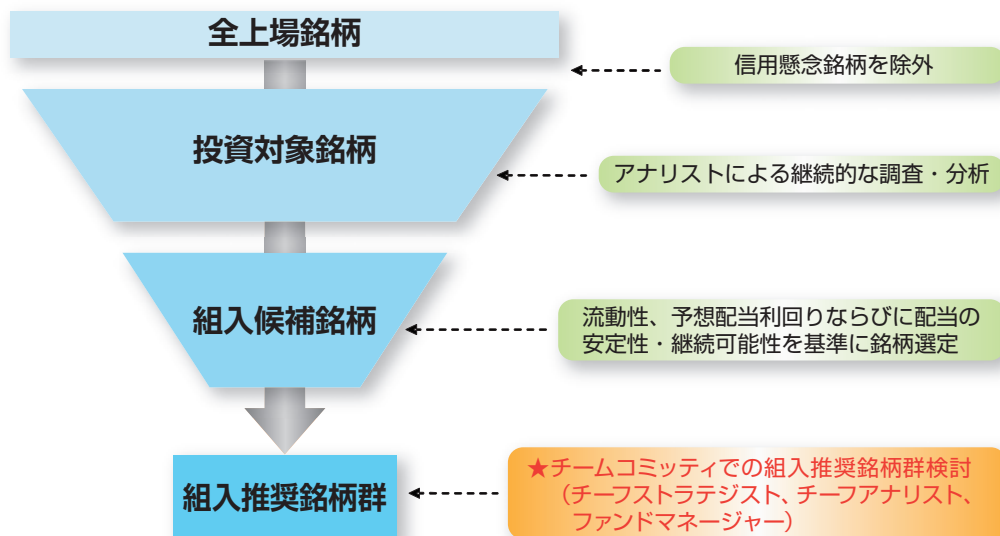 全上場銘柄
信用懸念銘柄を除外
投資対象銘柄
アナリストによる継続的な調査・分析
組入候補銘柄
流動性、予想配当利回りならびに配当の
安定性・継続可能性を基準に銘柄選定
組入推奨銘柄群
★チームコミッティでの組入推奨銘柄群検討
（チーフストラテジスト、チーフアナリスト、
ファンドマネージャー）